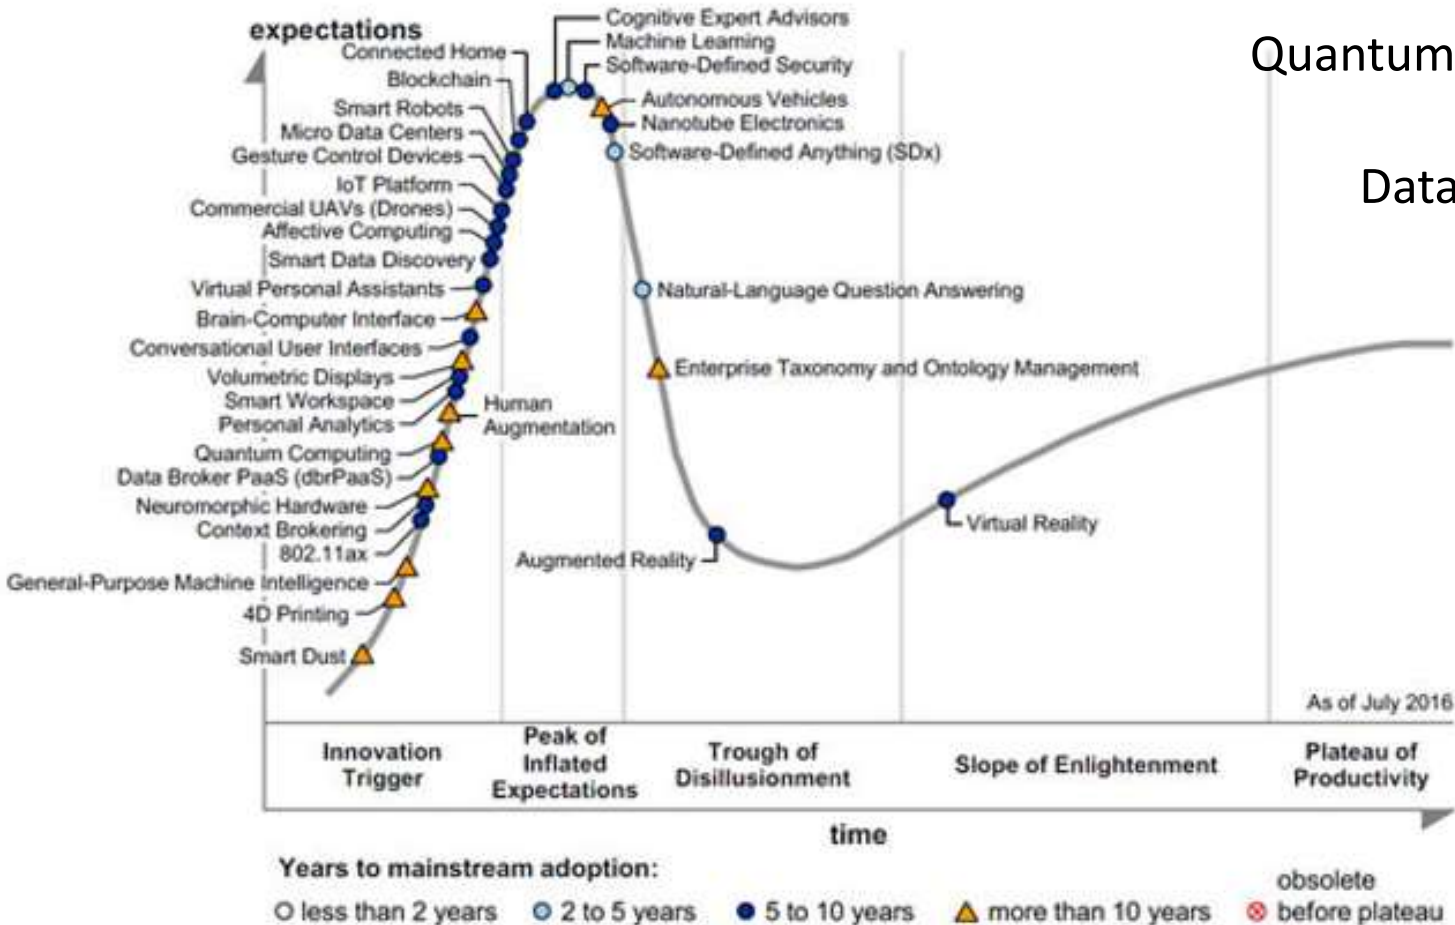 expectations
Cognitive Expert Advisors
Machine Learning
Software-Defined Security
Autonomous Vehicles
Nanotube Electronics
Software-Defined Anything (SDx)
Connected Home
Blockchain
Smart Robots
Micro Data Centers
Gesture Control Devices
IoT Platform
Commercial UAVs (Drones)
Affective Computing
Smart Data Discovery
Virtual Personal Assistants
Brain-Computer Interface
Conversational User Interfaces
Volumetric Displays
Smart Workspace
Personal Analytics
Quantum Computing
Data Broker PaaS (dbrPaaS)
Neuromorphic Hardware
Context Brokering
802.11ax
General-Purpose Machine Intelligence
4D Printing
Smart Dust
Human
Augmentation
Natural-Language Question Answering
Enterprise Taxonomy and Ontology Management
Augmented Reality
Virtual Reality
Quantum
Data
As of July 2016
Innovation
Trigger
Peak of
Inflated
Expectations
Trough of
Disillusionment
Slope of Enlightenment
Plateau of
Productivity
time
Years to mainstream adoption:
less than 2 years
2 to 5 years
5 to 10 years
more than 10 years
obsolete
before plateau